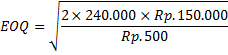 EOQ = √(2 × 240.000 × Rp. 150.000 / Rp. 500)